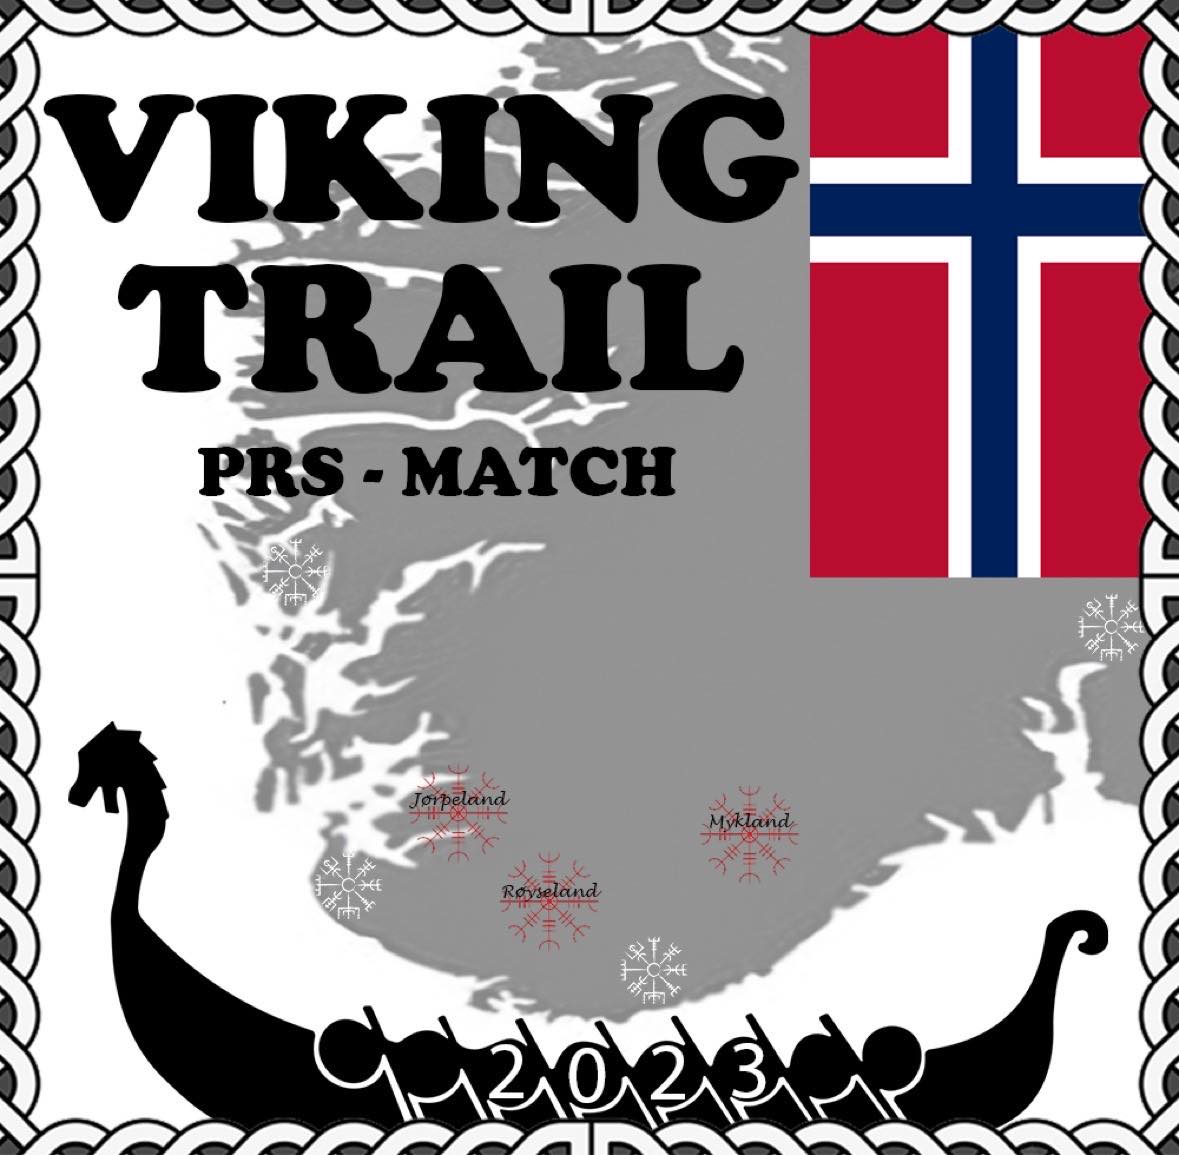 VIKING
TRAIL
PRS - MATCH
Jørpeland
Mykland
Røyseland
2023